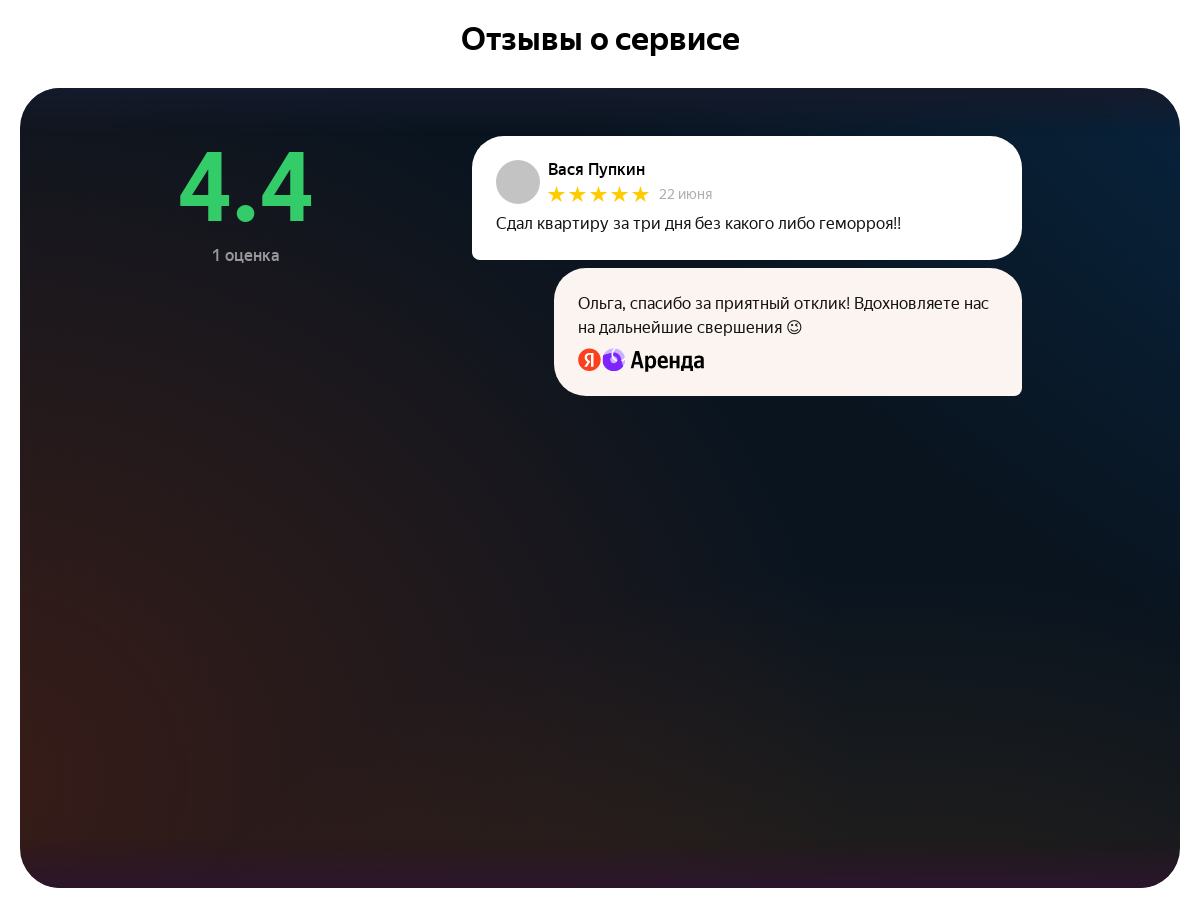 Отзывы о сервисе
4.4
1 оценка
Вася Пупкин
22 июня
Сдал квартиру за три дня без какого либо геморроя!!
Ольга, спасибо за приятный отклик! Вдохновляете нас
на дальнейшие свершения 😉
Я Аренда